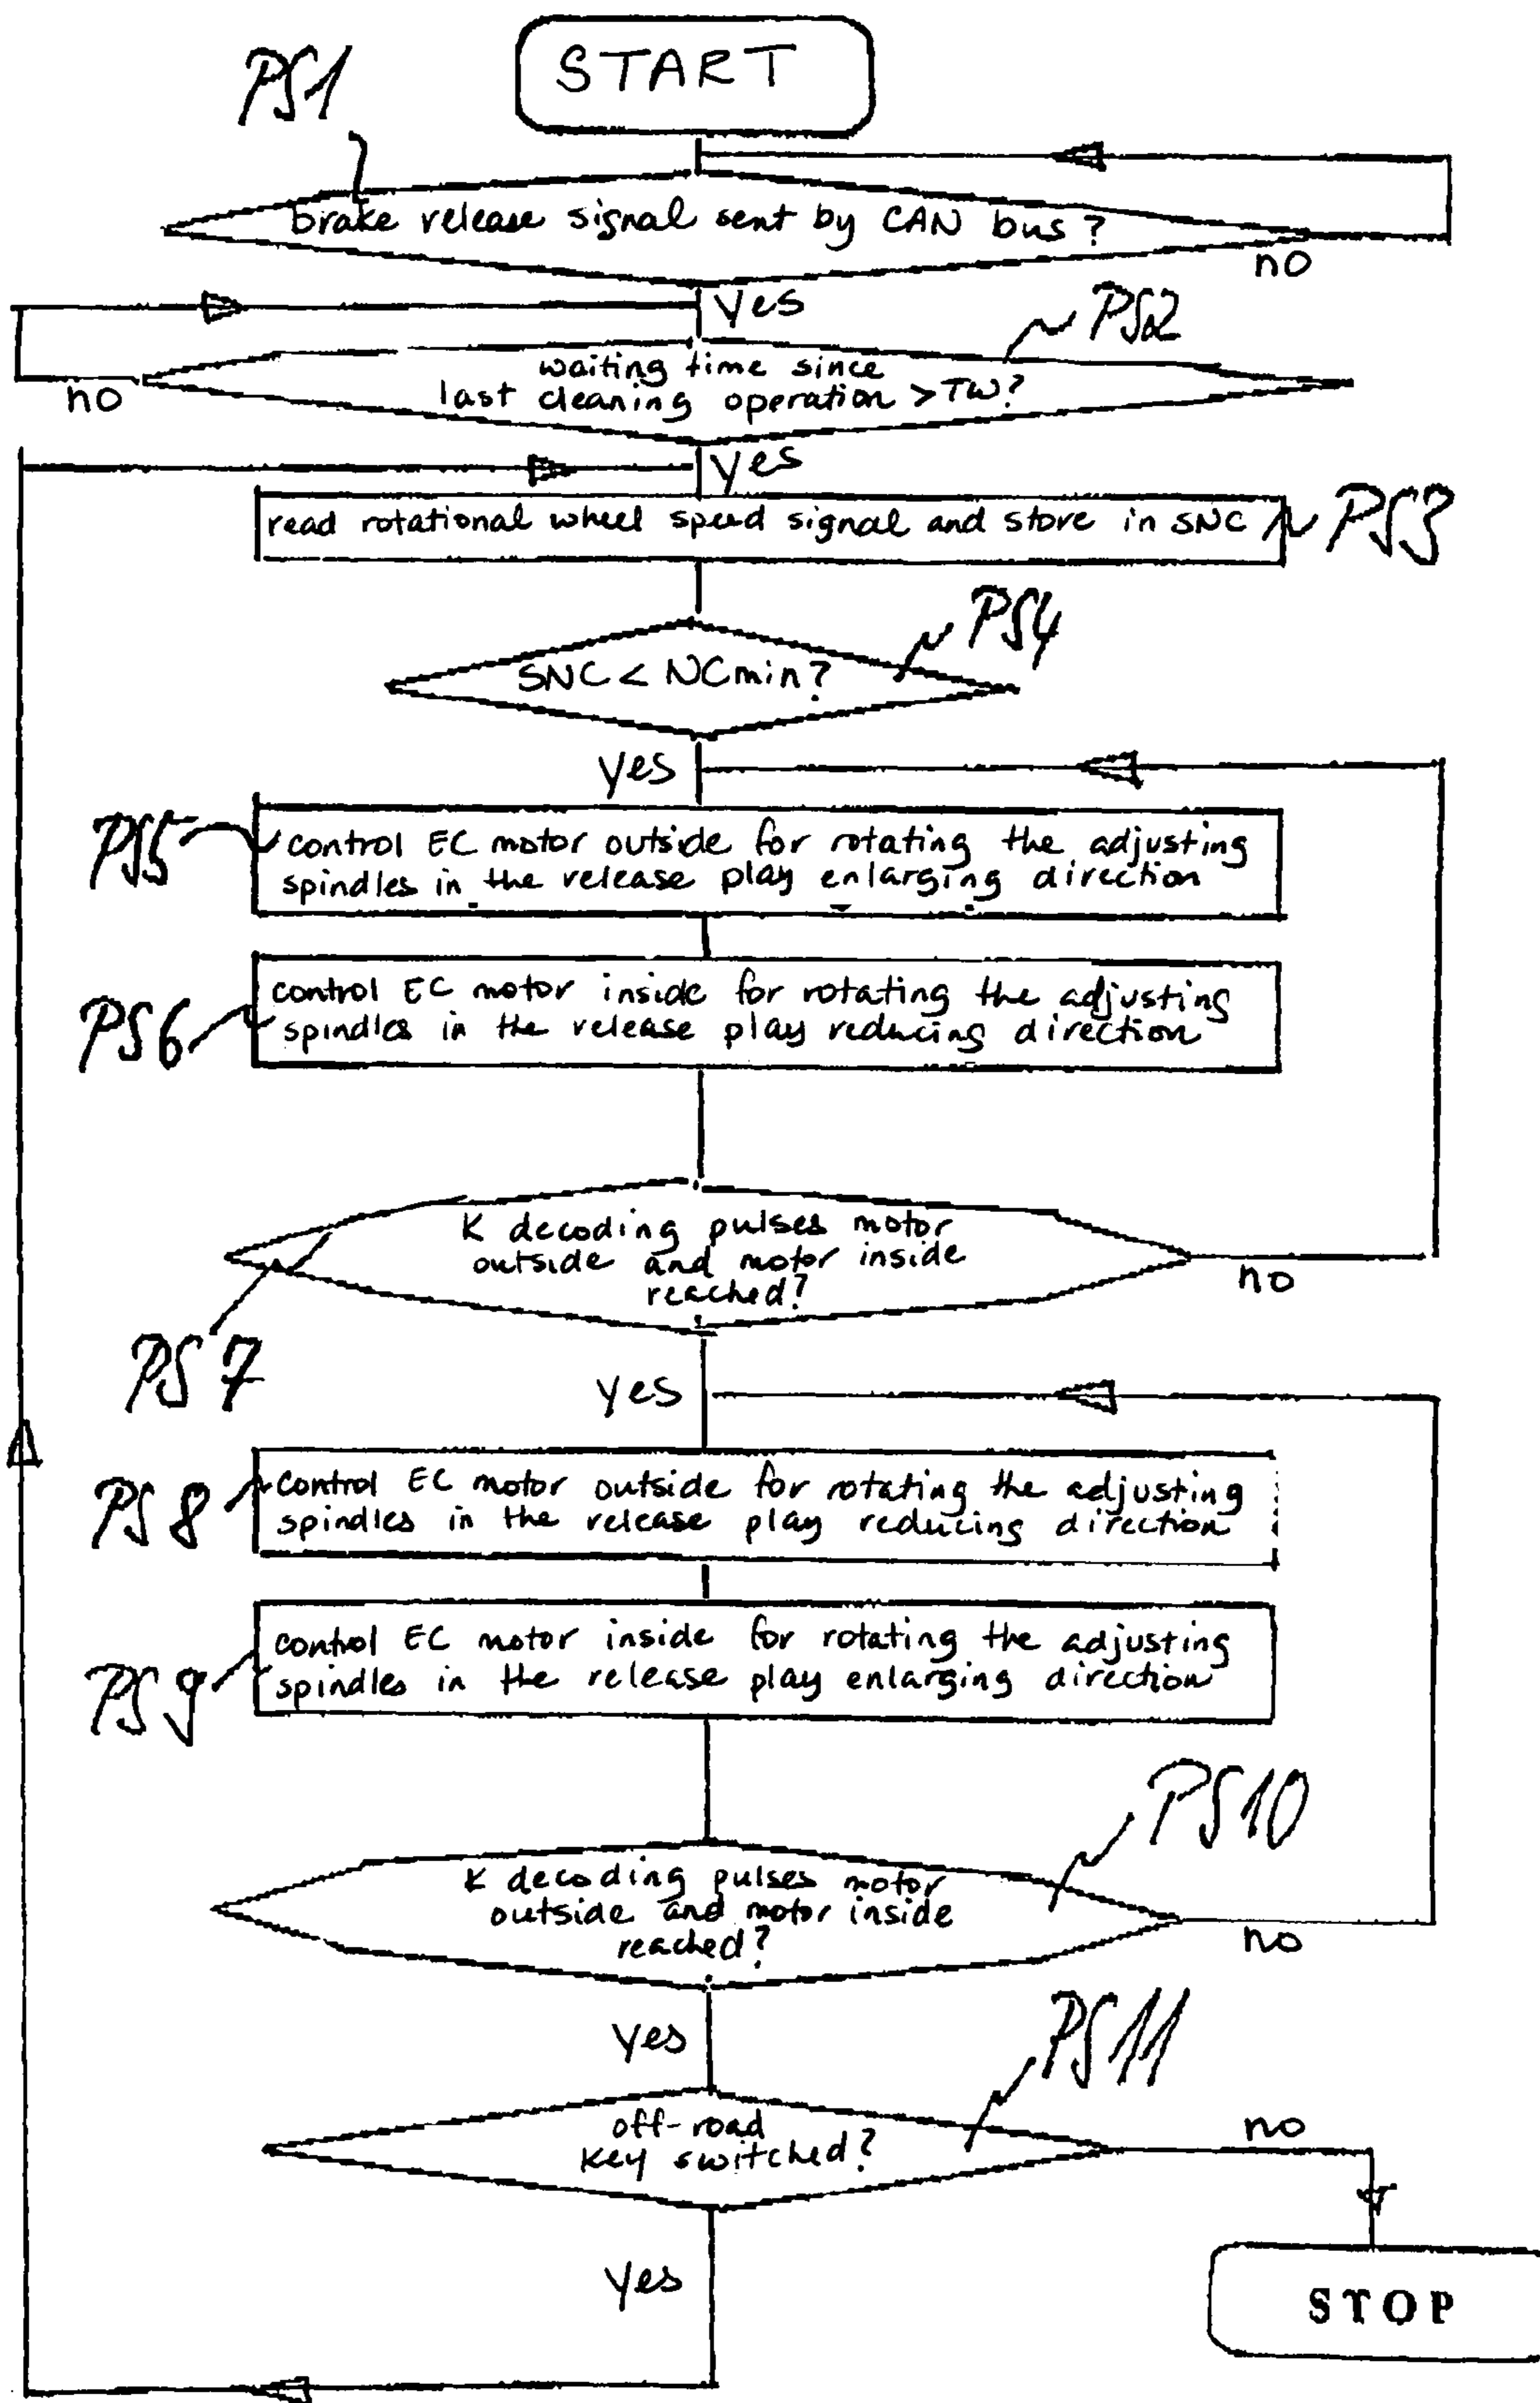 START
PS1
brake release signal sent by CAN bus?
no
yes
PS2
waiting time since
last cleaning operation > TW?
no
yes
read rotational wheel speed signal and store in SNC
PS3
PS4
SNC < NCmin?
yes
PS5
control EC motor outside for rotating the adjusting
spindles in the release play enlarging direction
PS6
control EC motor inside for rotating the adjusting
spindles in the release play reducing direction
K decoding pulses motor
outside and motor inside
reached?
no
PS7
yes
PS8
control EC motor outside for rotating the adjusting
spindles in the release play reducing direction
PS9
control EC motor inside for rotating the adjusting
spindles in the release play enlarging direction
PS10
K decoding pulses motor
outside and motor inside
reached?
no
yes
PS11
off-road
key switched?
no
yes
STOP